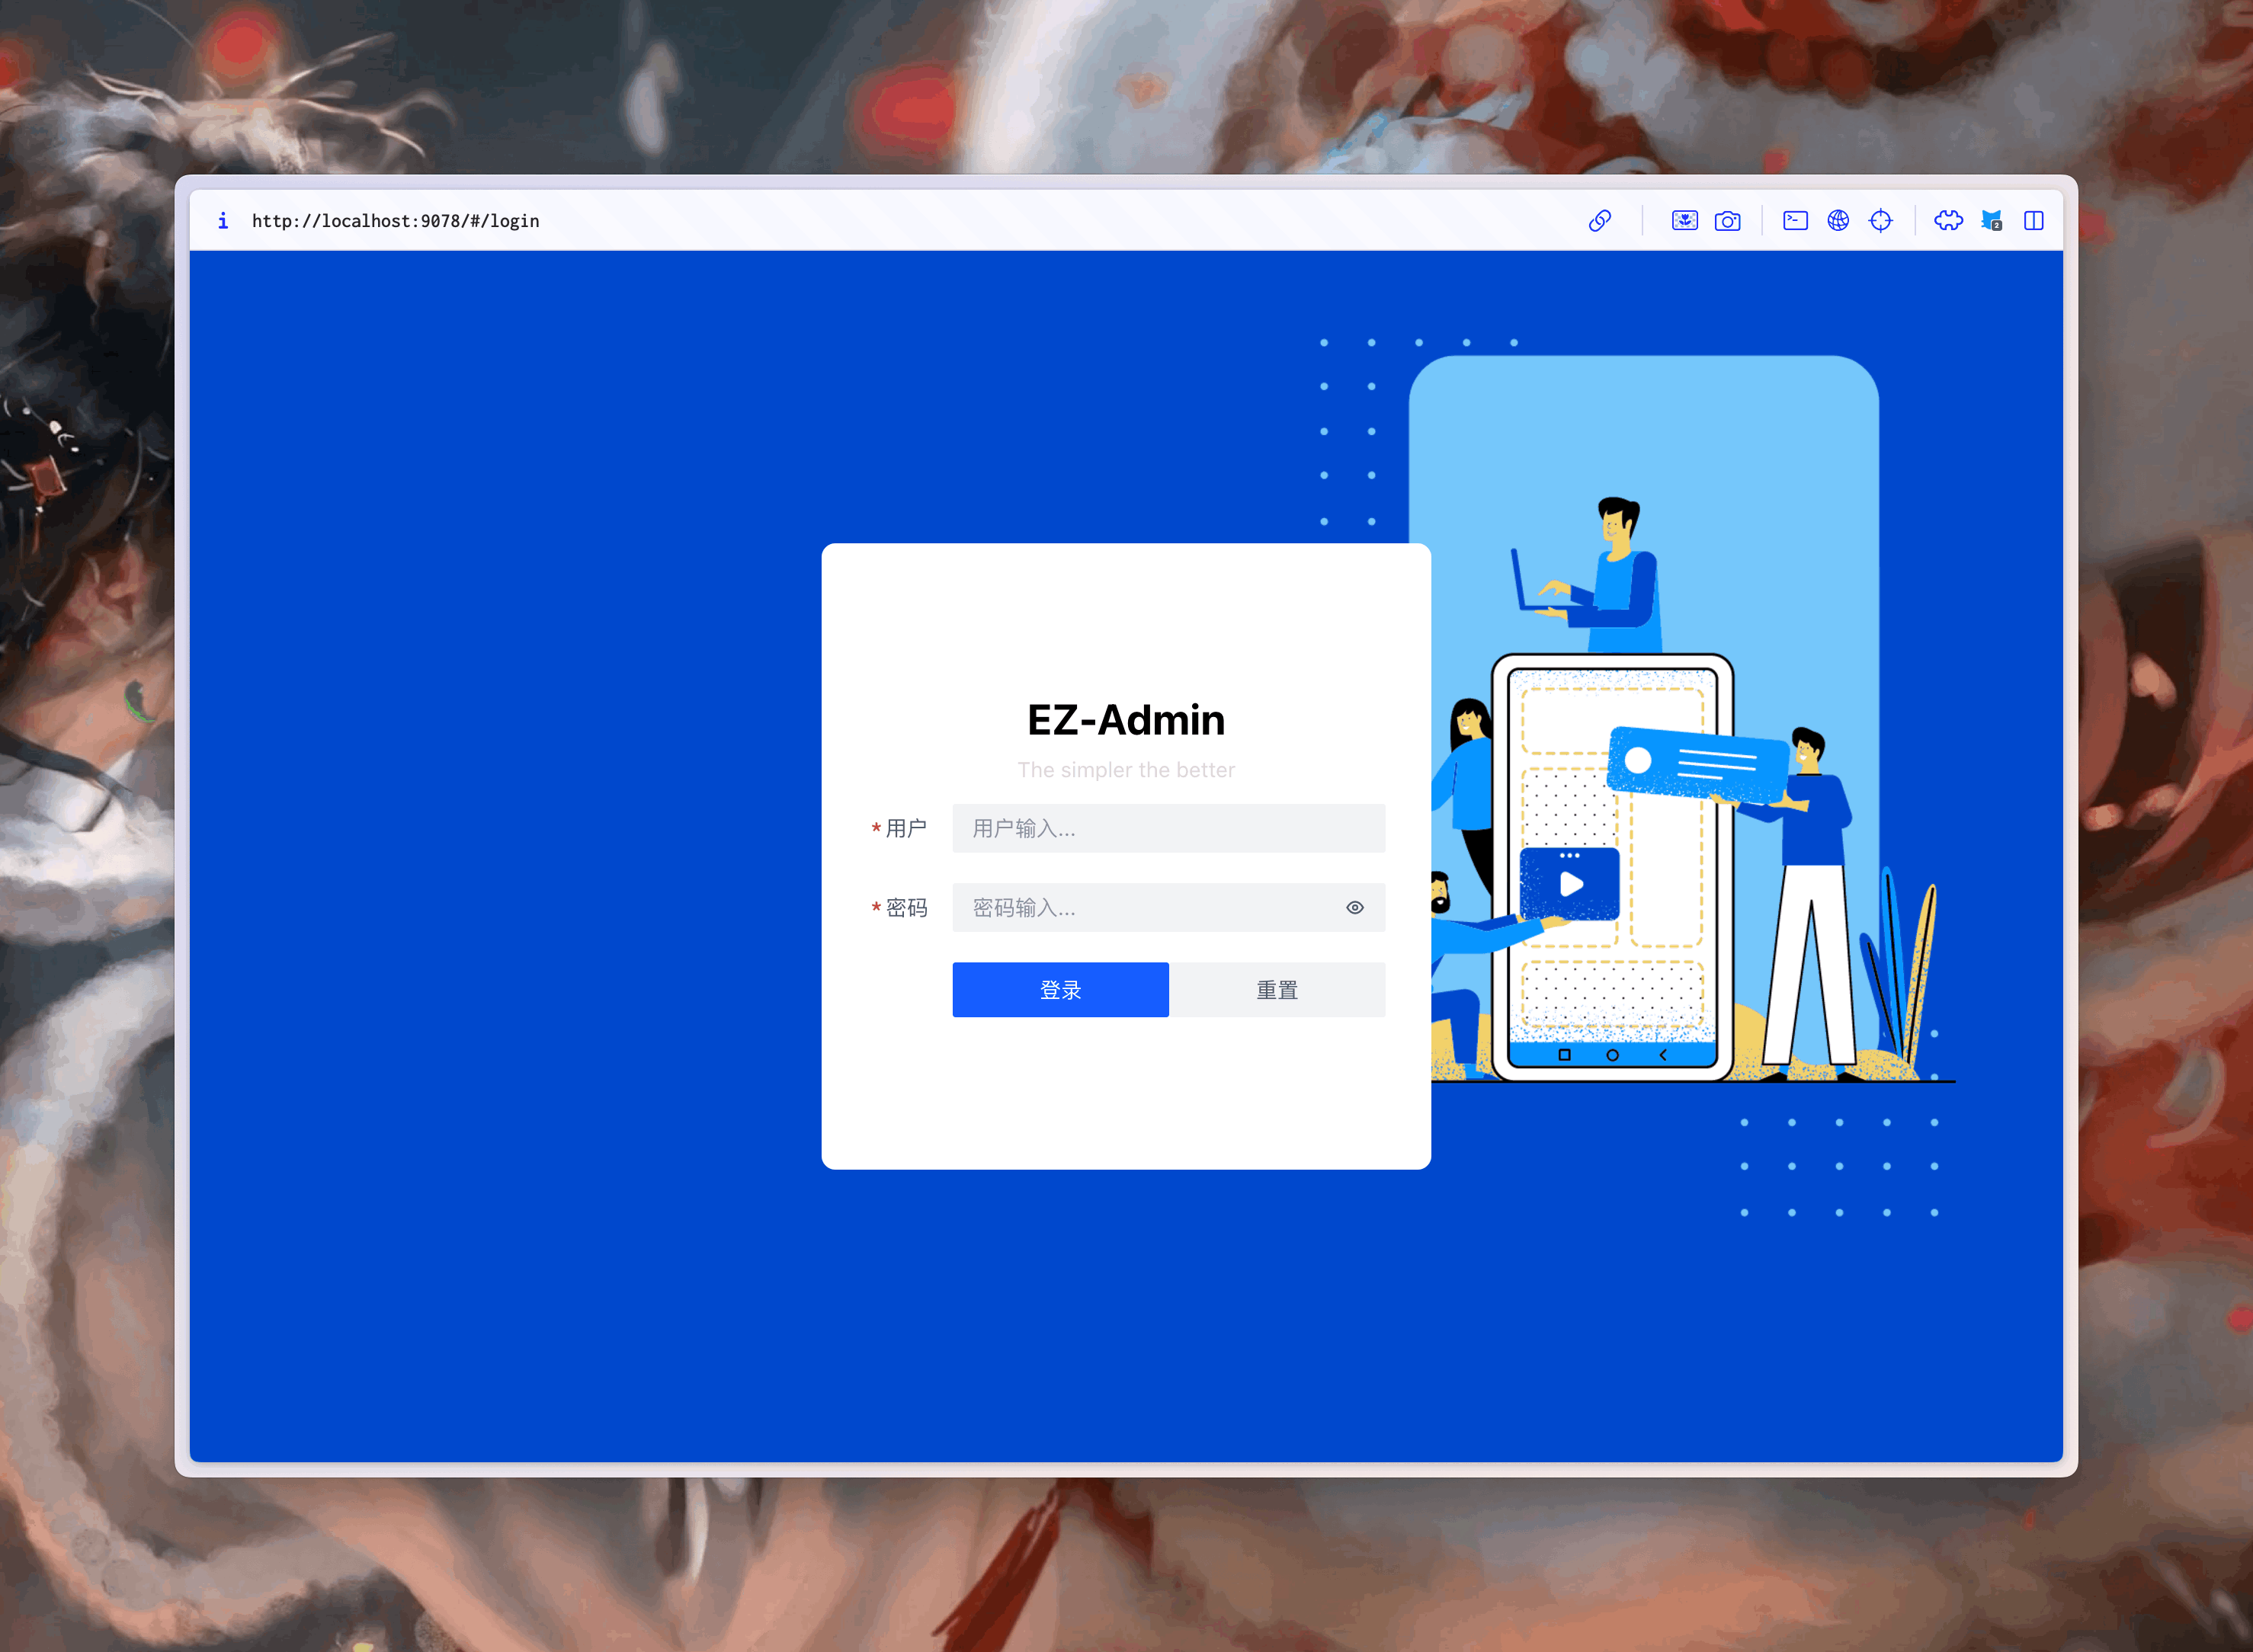 http://localhost:9078/#/login
2
EZ-Admin
The simpler the better
* 用户 用户输入...
* 密码 密码输入...
登录 重置